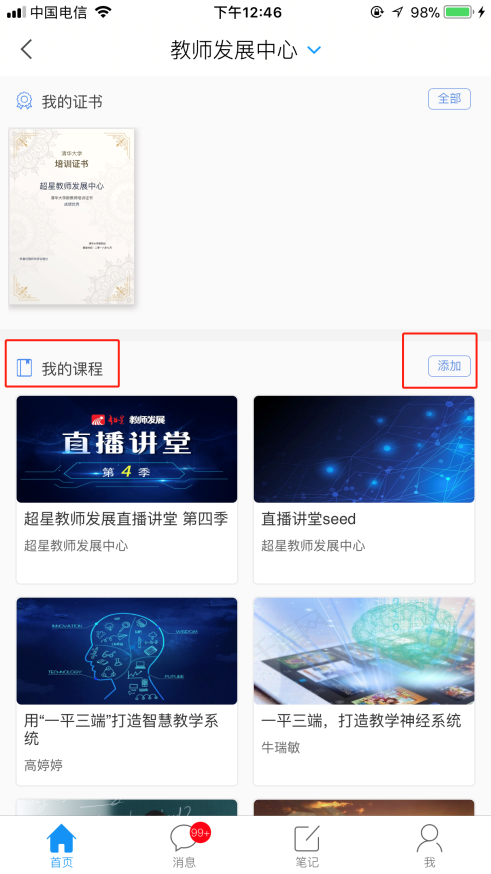 中国电信
下午12:46
98%
教师发展中心
我的证书
全部
清华大学
培训证书
超星教师发展中心
我的课程
添加
教师发展
直播讲堂
第4季
超星教师发展直播讲堂 第四季
超星教师发展中心
直播讲堂seed
超星教师发展中心
INNOVATION
WISDOM
TECHNOLOGY
FUTURE
用“一平三端”打造智慧教学系
统
高婷婷
一平三端，打造教学神经系统
牛瑞敏
99+
首页
消息
笔记
我